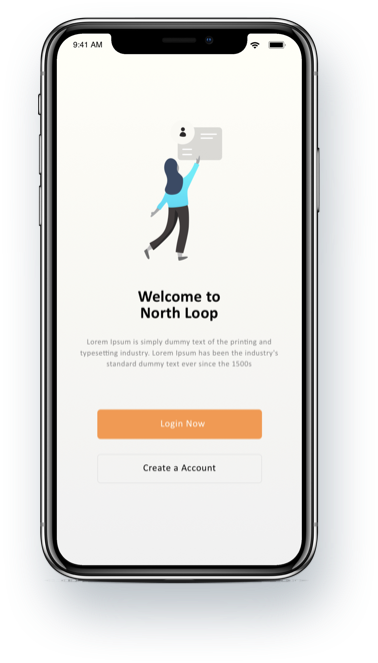 9:41 AM
Welcome to
North Loop
Lorem Ipsum is simply dummy text of the printing and
typesetting industry. Lorem Ipsum has been the industry's
standard dummy text ever since the 1500s
Login Now
Create a Account